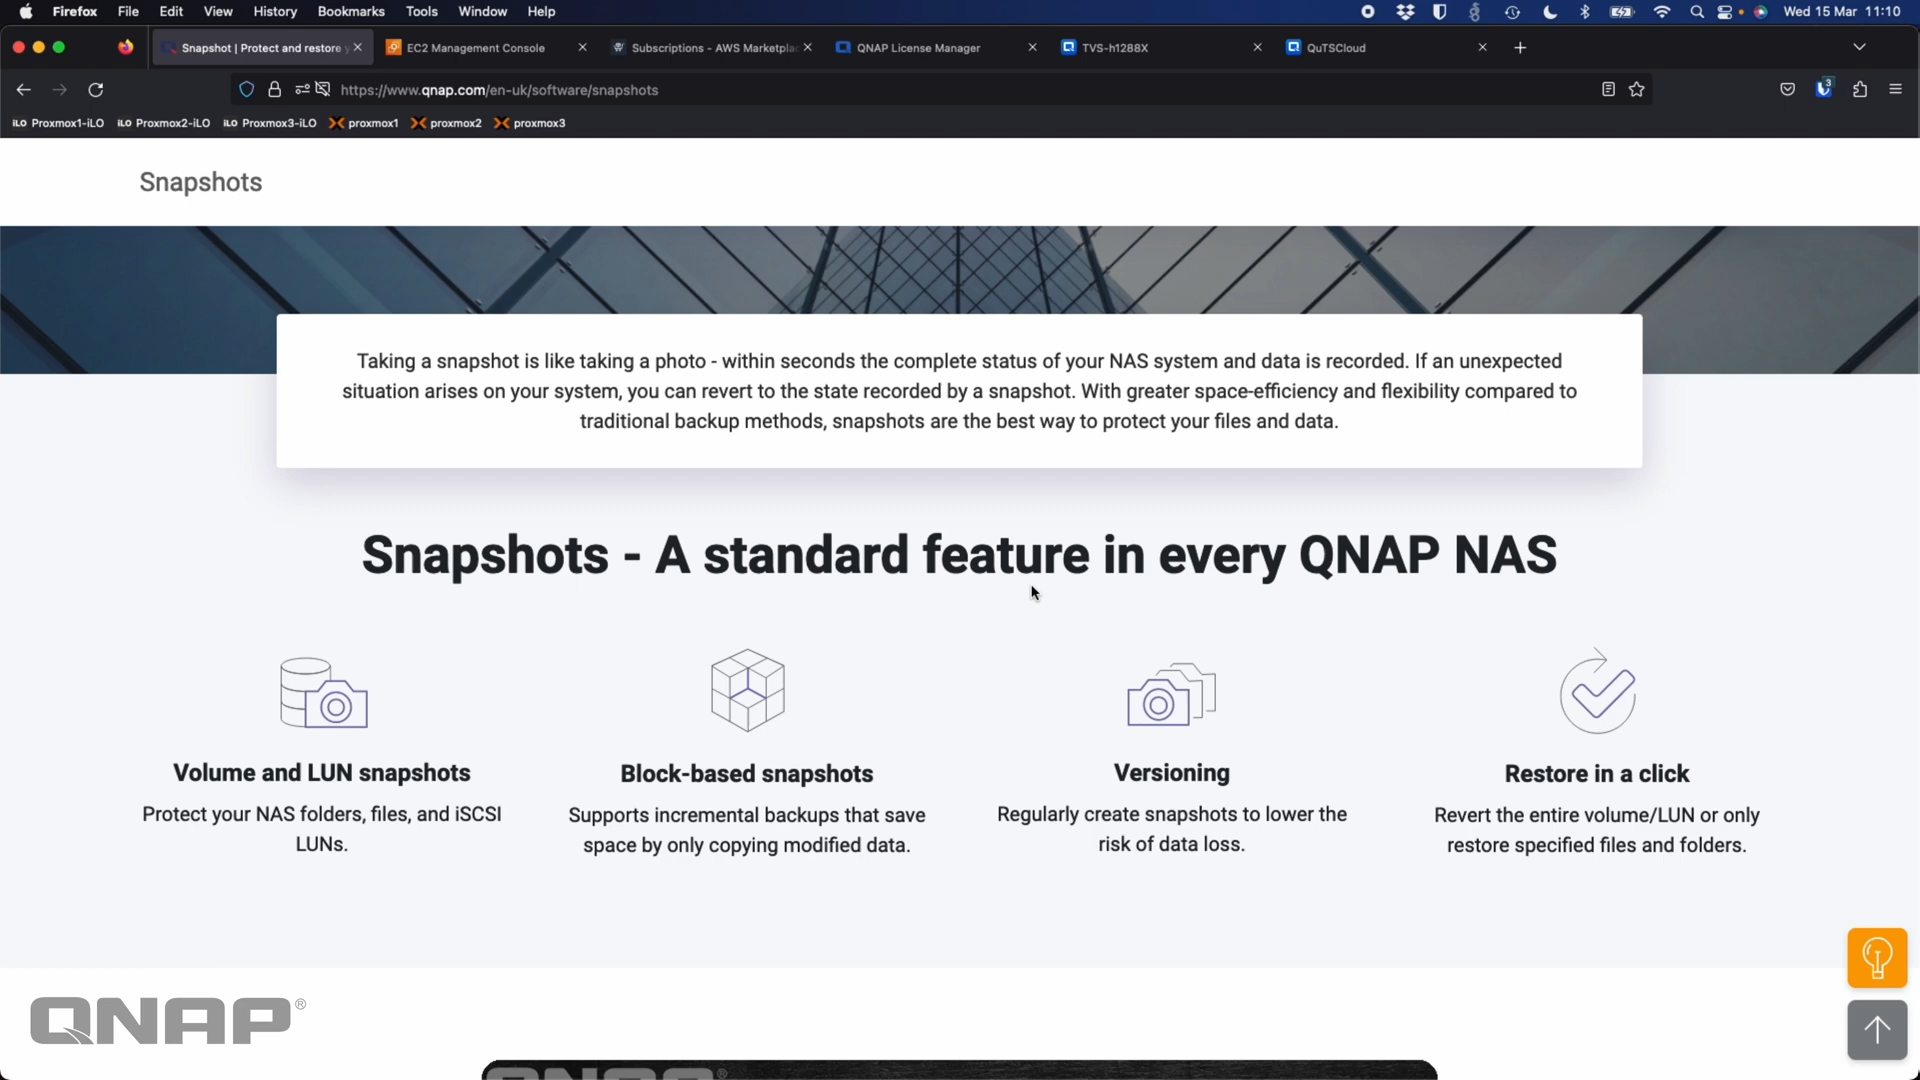 Firefox File Edit View History Bookmarks Tools Window Help
Wed 15 Mar 11:10
Snapshot | Protect and restore y
EC2 Management Console
Subscriptions - AWS Marketpla
QNAP License Manager
TVS-h1288X
QuTSCloud
3
https://www.qnap.com/en-uk/software/snapshots
iLO Proxmox1-iLO
iLO Proxmox2-iLO
iLO Proxmox3-iLO
proxmox1
proxmox2
proxmox3
Snapshots
Taking a snapshot is like taking a photo - within seconds the complete status of your NAS system and data is recorded. If an unexpected
situation arises on your system, you can revert to the state recorded by a snapshot. With greater space-efficiency and flexibility compared to
traditional backup methods, snapshots are the best way to protect your files and data.
Snapshots - A standard feature in every QNAP NAS
Volume and LUN snapshots
Protect your NAS folders, files, and iSCSI
LUNs.
Block-based snapshots
Supports incremental backups that save
space by only copying modified data.
Versioning
Regularly create snapshots to lower the
risk of data loss.
Restore in a click
Revert the entire volume/LUN or only
restore specified files and folders.
QNAP®
QNAP®